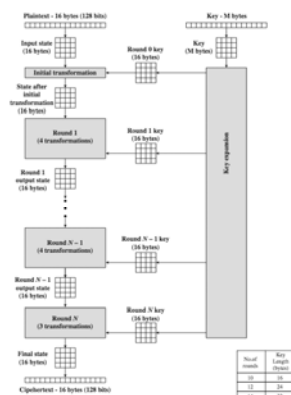 Plaintext - 16 bytes (128 bits)
Key - M bytes
Input state
(16 bytes)
Round 0 key
(16 bytes)
Key
(M bytes)
Initial transformation
State after
initial
transformation
(16 bytes)
Round 1
(4 transformations)
Round 1 key
(16 bytes)
Key expansion
Round 1
output state
(16 bytes)
Round N – 1
(4 transformations)
Round N – 1 key
(16 bytes)
Round N – 1
output state
(16 bytes)
Round N
(3 transformations)
Round N key
(16 bytes)
Final state
(16 bytes)
No. of
rounds
Key
Length
(bytes)
10 16
12 24
Cipehertext - 16 bytes (128 bits)